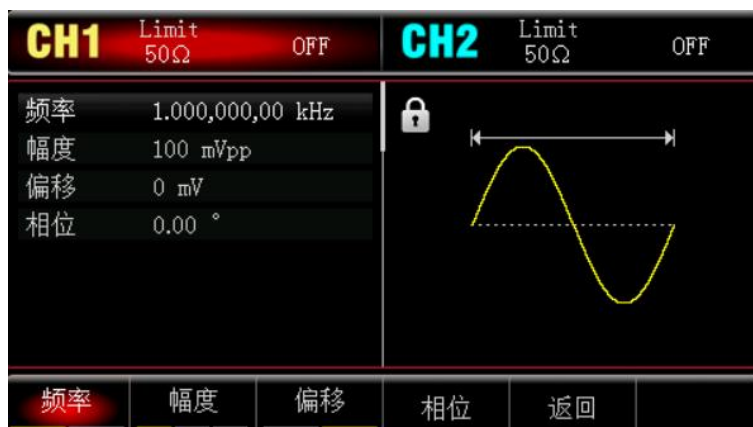 CH1 Limit 50Ω OFF CH2 Limit 50Ω OFF
频率 1.000,000,00 kHz
幅度 100 mVpp
偏移 0 mV
相位 0.00 °
频率 幅度 偏移 相位 返回